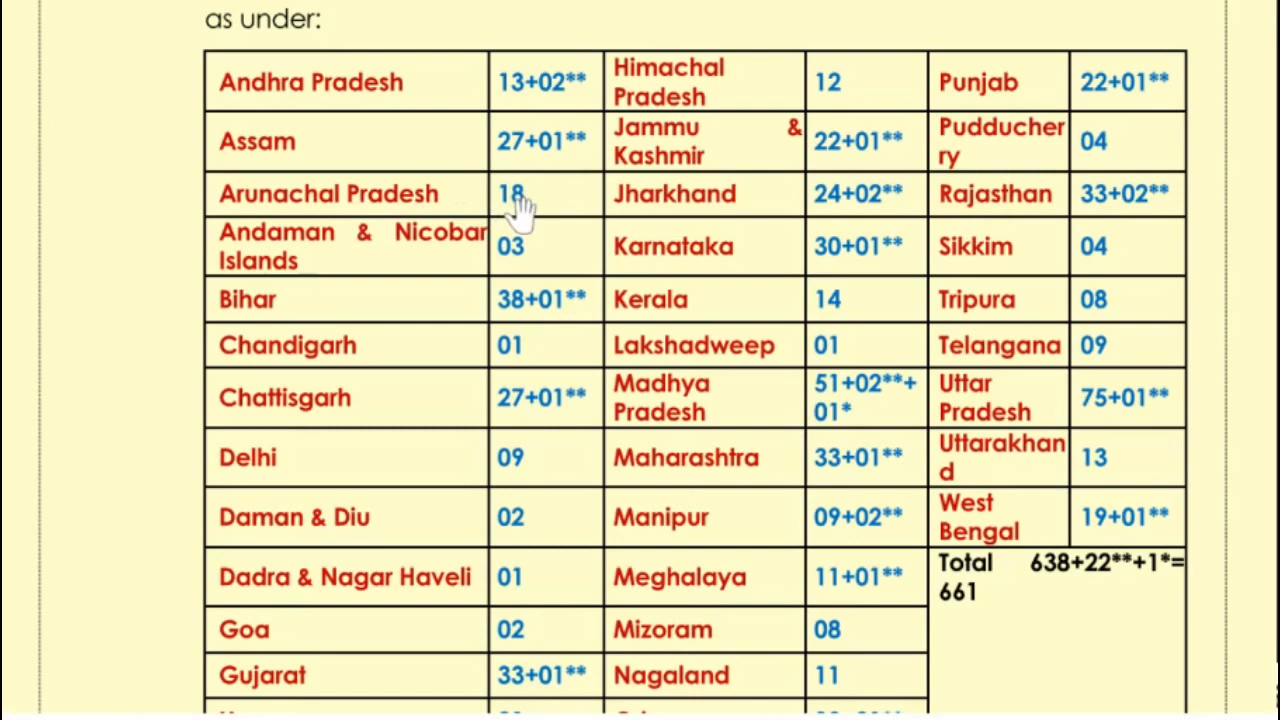 as under:
Andhra Pradesh 13+02** Himachal Pradesh 12 Punjab 22+01**
Assam 27+01** Jammu & Kashmir 22+01** Pudducherry 04
Arunachal Pradesh 18 Jharkhand 24+02** Rajasthan 33+02**
Andaman & Nicobar Islands 03 Karnataka 30+01** Sikkim 04
Bihar 38+01** Kerala 14 Tripura 08
Chandigarh 01 Lakshadweep 01 Telangana 09
Chattisgarh 27+01** Madhya Pradesh 51+02**+01* Uttar Pradesh 75+01**
Delhi 09 Maharashtra 33+01** Uttarakhand 13
Daman & Diu 02 Manipur 09+02** West Bengal 19+01**
Dadra & Nagar Haveli 01 Meghalaya 11+01** Total 638+22**+1*= 661
Goa 02 Mizoram 08
Gujarat 33+01** Nagaland 11